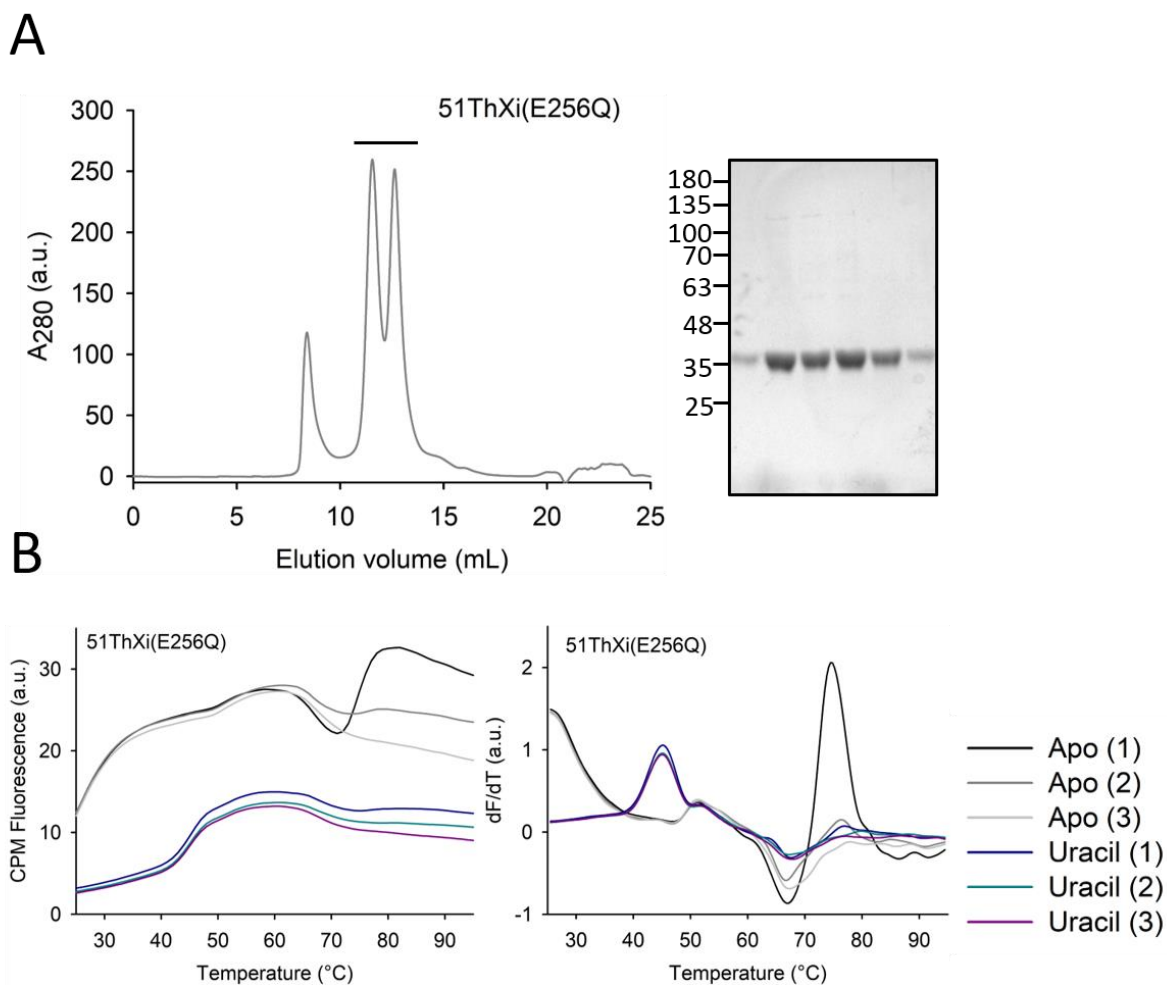 A
51ThXi(E256Q)
300
250
200
150
100
50
0
A280 (a.u.)
0 5 10 15 20 25
Elution volume (mL)
180
135
100
70
63
48
35
25
B
51ThXi(E256Q)
30
20
10
0
CPM Fluorescence (a.u.)
30 40 50 60 70 80 90
Temperature (°C)
51ThXi(E256Q)
2
1
0
-1
dF/dT (a.u.)
30 40 50 60 70 80 90
Temperature (°C)
Apo (1)
Apo (2)
Apo (3)
Uracil (1)
Uracil (2)
Uracil (3)